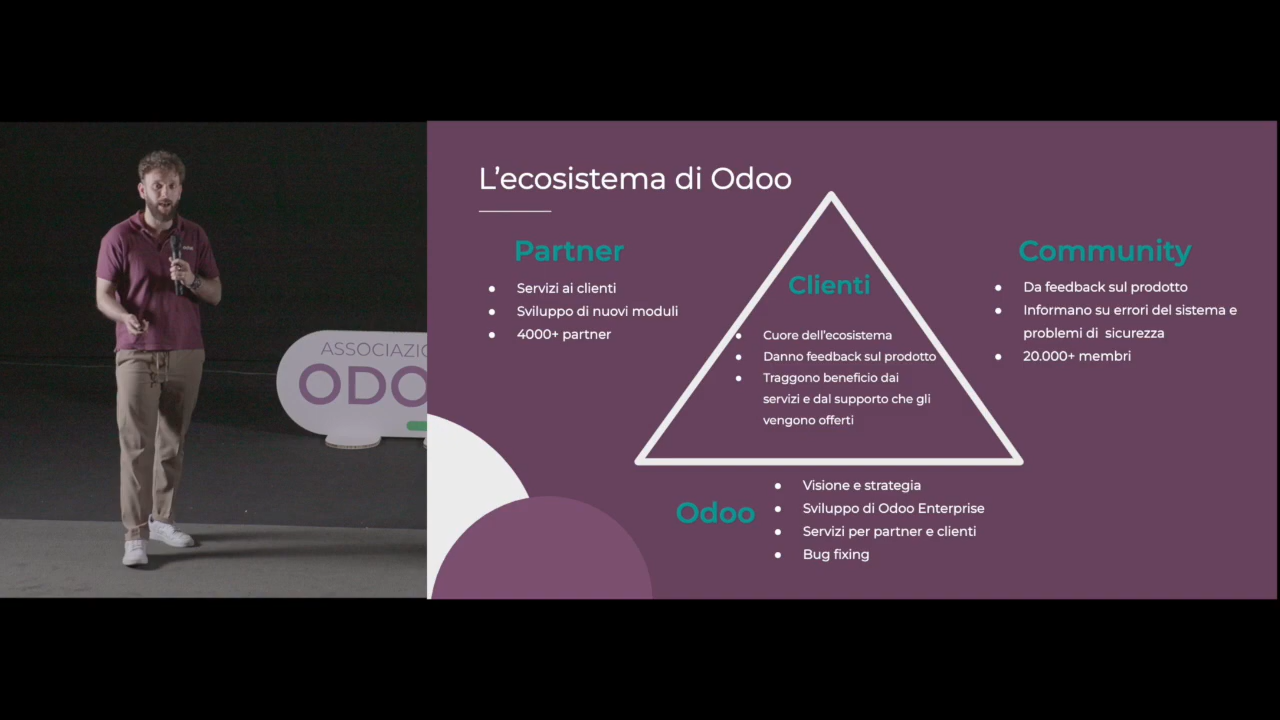 L'ecosistema di Odoo
Partner
Servizi ai clienti
Sviluppo di nuovi moduli
4000+ partner
Clienti
Cuore dell'ecosistema
Danno feedback sul prodotto
Traggono beneficio dai
servizi e dal supporto che gli
vengono offerti
Community
Da feedback sul prodotto
Informano su errori del sistema e
problemi di sicurezza
20.000+ membri
Odoo
Visione e strategia
Sviluppo di Odoo Enterprise
Servizi per partner e clienti
Bug fixing
ASSOCIAZIO
ODO